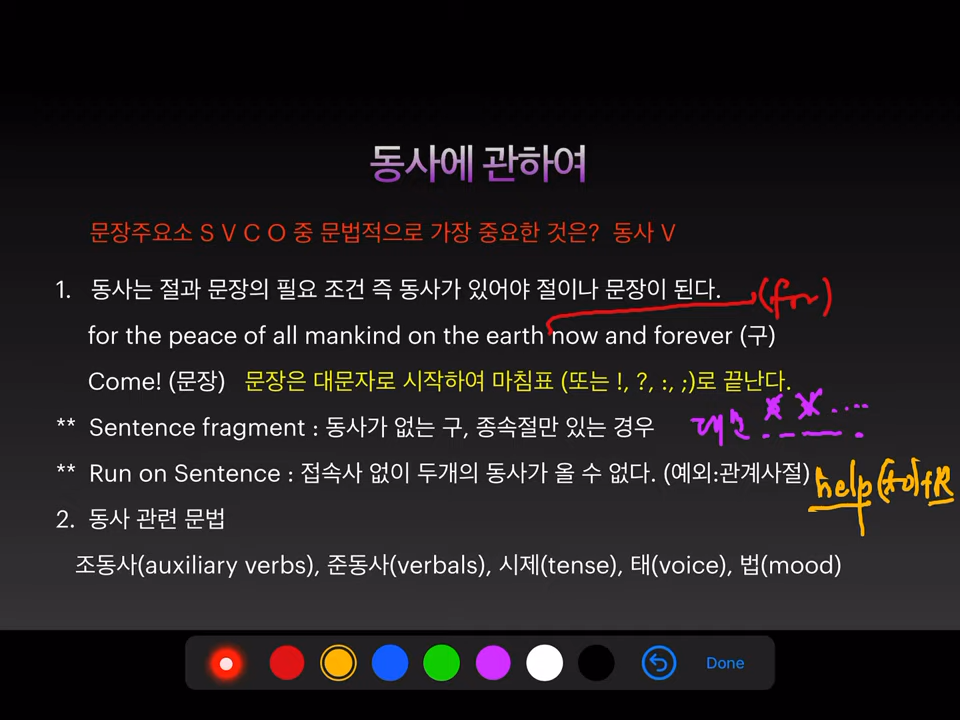 동사에 관하여
문장주요소 S V C O 중 문법적으로 가장 중요한 것은? 동사 V
1. 동사는 절과 문장의 필요 조건 즉 동사가 있어야 절이나 문장이 된다.
(for)
for the peace of all mankind on the earth now and forever (구)
Come! (문장) 문장은 대문자로 시작하여 마침표 (또는 !, ?, :, ;)로 끝난다.
** Sentence fragment : 동사가 없는 구, 종속절만 있는 경우
** Run on Sentence : 접속사 없이 두개의 동사가 올 수 없다. (예외:관계사절)
help (to) + R
2. 동사 관련 문법
조동사(auxiliary verbs), 준동사(verbals), 시제(tense), 태(voice), 법(mood)
Done